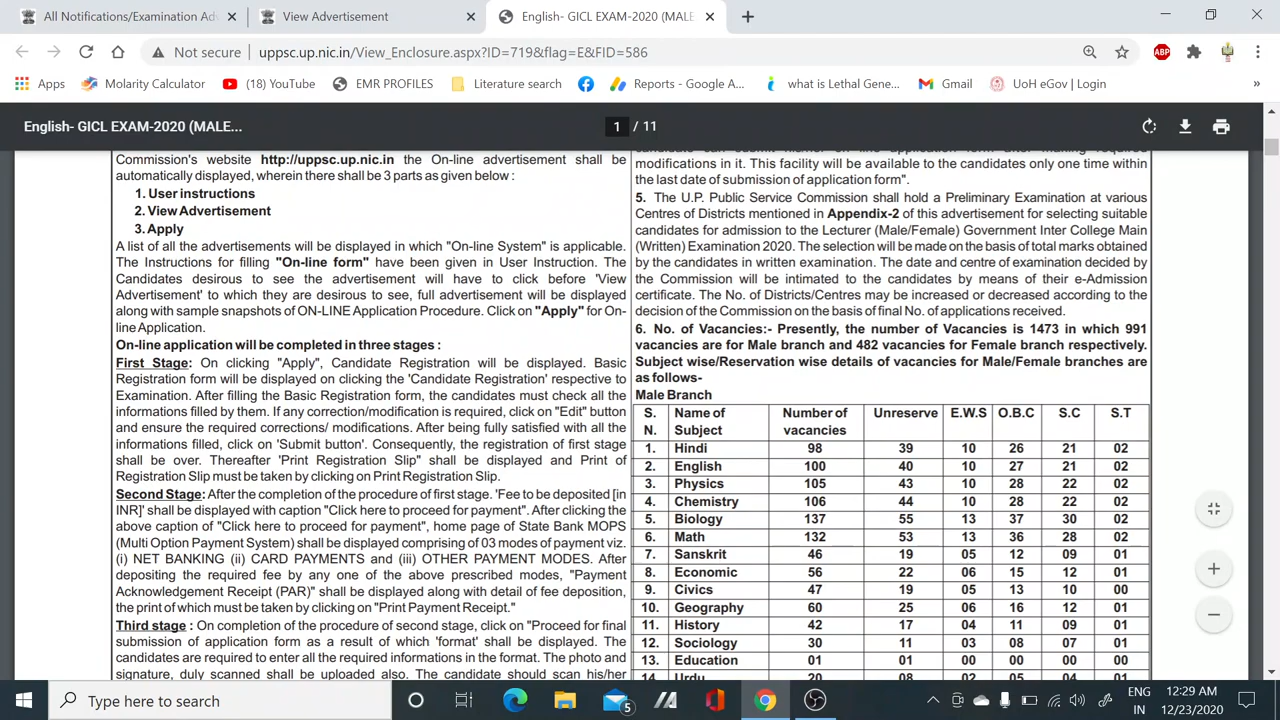 All Notifications/Examination Adv
View Advertisement
English- GICL EXAM-2020 (MALE,
Not secure
uppsc.up.nic.in/View_Enclosure.aspx?ID=719&flag=E&FID=586
ABP
Apps
Molarity Calculator
(18) YouTube
EMR PROFILES
Literature search
Reports - Google A...
what is Lethal Gene...
Gmail
UoH eGov | Login
»
English- GICL EXAM-2020 (MALE...
1 / 11
Commission's website http://uppsc.up.nic.in the On-line advertisement shall be
automatically displayed, wherein there shall be 3 parts as given below :
1. User instructions
2. View Advertisement
3. Apply
A list of all the advertisements will be displayed in which "On-line System" is applicable.
The Instructions for filling "On-line form" have been given in User Instruction. The
Candidates desirous to see the advertisement will have to click before 'View
Advertisement' to which they are desirous to see, full advertisement will be displayed
along with sample snapshots of ON-LINE Application Procedure. Click on "Apply" for On-
line Application.
On-line application will be completed in three stages :
First Stage: On clicking "Apply", Candidate Registration will be displayed. Basic
Registration form will be displayed on clicking the 'Candidate Registration' respective to
Examination. After filling the Basic Registration form, the candidates must check all the
informations filled by them. If any correction/modification is required, click on "Edit" button
and ensure the required corrections/ modifications. After being fully satisfied with all the
informations filled, click on 'Submit button'. Consequently, the registration of first stage
shall be over. Thereafter 'Print Registration Slip" shall be displayed and Print of
Registration Slip must be taken by clicking on Print Registration Slip.
Second Stage: After the completion of the procedure of first stage. 'Fee to be deposited [in
INR]' shall be displayed with caption "Click here to proceed for payment". After clicking the
above caption of "Click here to proceed for payment", home page of State Bank MOPS
(Multi Option Payment System) shall be displayed comprising of 03 modes of payment viz.
(i) NET BANKING (ii) CARD PAYMENTS and (iii) OTHER PAYMENT MODES. After
depositing the required fee by any one of the above prescribed modes, "Payment
Acknowledgement Receipt (PAR)" shall be displayed along with detail of fee deposition,
the print of which must be taken by clicking on "Print Payment Receipt."
Third stage : On completion of the procedure of second stage, click on "Proceed for final
submission of application form as a result of which 'format' shall be displayed. The
candidates are required to enter all the required informations in the format. The photo and
signature, duly scanned shall be uploaded also. The candidate should scan his/her
modifications in it. This facility will be available to the candidates only one time within
the last date of submission of application form".
5. The U.P. Public Service Commission shall hold a Preliminary Examination at various
Centres of Districts mentioned in Appendix-2 of this advertisement for selecting suitable
candidates for admission to the Lecturer (Male/Female) Government Inter College Main
(Written) Examination 2020. The selection will be made on the basis of total marks obtained
by the candidates in written examination. The date and centre of examination decided by
the Commission will be intimated to the candidates by means of their e-Admission
certificate. The No. of Districts/Centres may be increased or decreased according to the
decision of the Commission on the basis of final No. of applications received.
6. No. of Vacancies:- Presently, the number of Vacancies is 1473 in which 991
vacancies are for Male branch and 482 vacancies for Female branch respectively.
Subject wise/Reservation wise details of vacancies for Male/Female branches are
as follows-
Male Branch
S. N. Name of Subject Number of vacancies Unreserve E.W.S O.B.C S.C S.T
1. Hindi 98 39 10 26 21 02
2. English 100 40 10 27 21 02
3. Physics 105 43 10 28 22 02
4. Chemistry 106 44 10 28 22 02
5. Biology 137 55 13 37 30 02
6. Math 132 53 13 36 28 02
7. Sanskrit 46 19 05 12 09 01
8. Economic 56 22 06 15 12 01
9. Civics 47 19 05 13 10 00
10. Geography 60 25 06 16 12 01
11. History 42 17 04 11 09 01
12. Sociology 30 11 03 08 07 01
13. Education 01 01 00 00 00 00
14. Urdu 20 08 02 05 04 01
Type here to search
5
ENG
IN
12:29 AM
12/23/2020